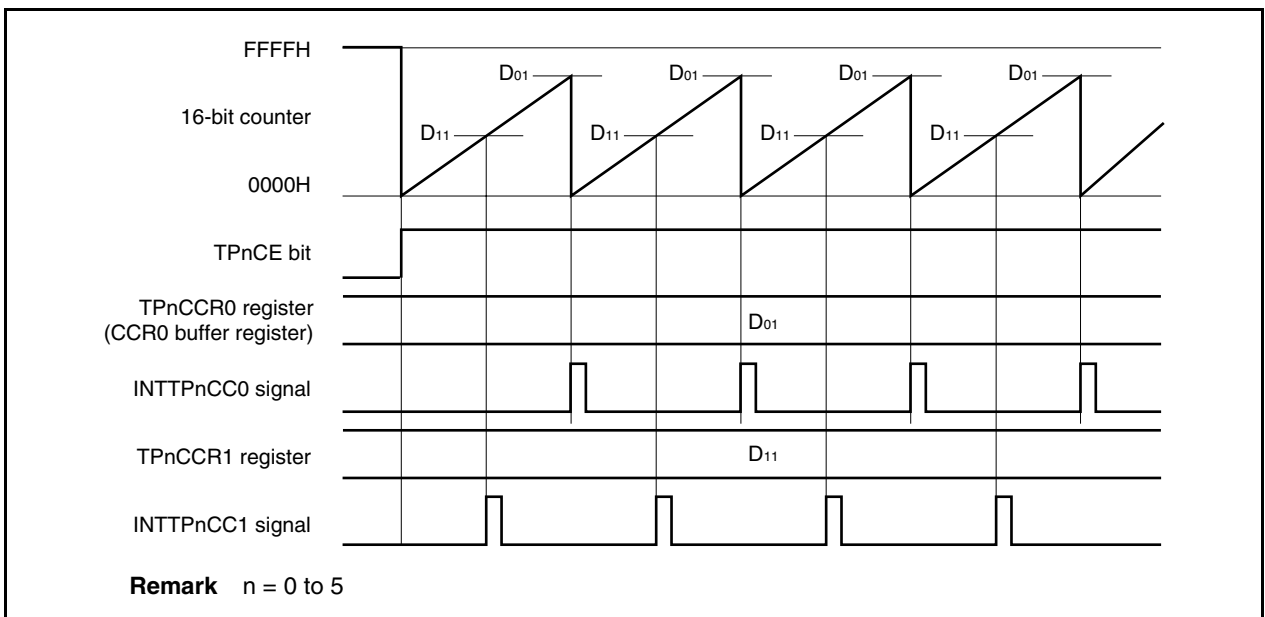 FFFFH
D01 D01 D01 D01
16-bit counter
D11 D11 D11 D11
0000H
TPnCE bit
TPnCCR0 register
(CCR0 buffer register)
D01
INTTPnCC0 signal
TPnCCR1 register
D11
INTTPnCC1 signal
Remark n = 0 to 5